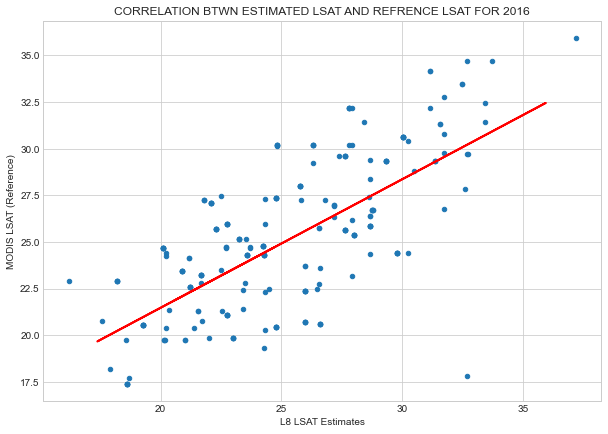 CORRELATION BTWN ESTIMATED LSAT AND REFRENCE LSAT FOR 2016
MODIS LSAT (Reference)
35.0
32.5
30.0
27.5
25.0
22.5
20.0
17.5
20 25 30 35
L8 LSAT Estimates